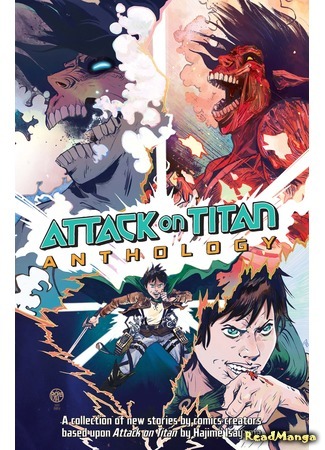 ATTACK ON TITAN
ANTHOLOGY
A collection of new stories by comics creators
based upon Attack on Titan by Hajime
ReadManga